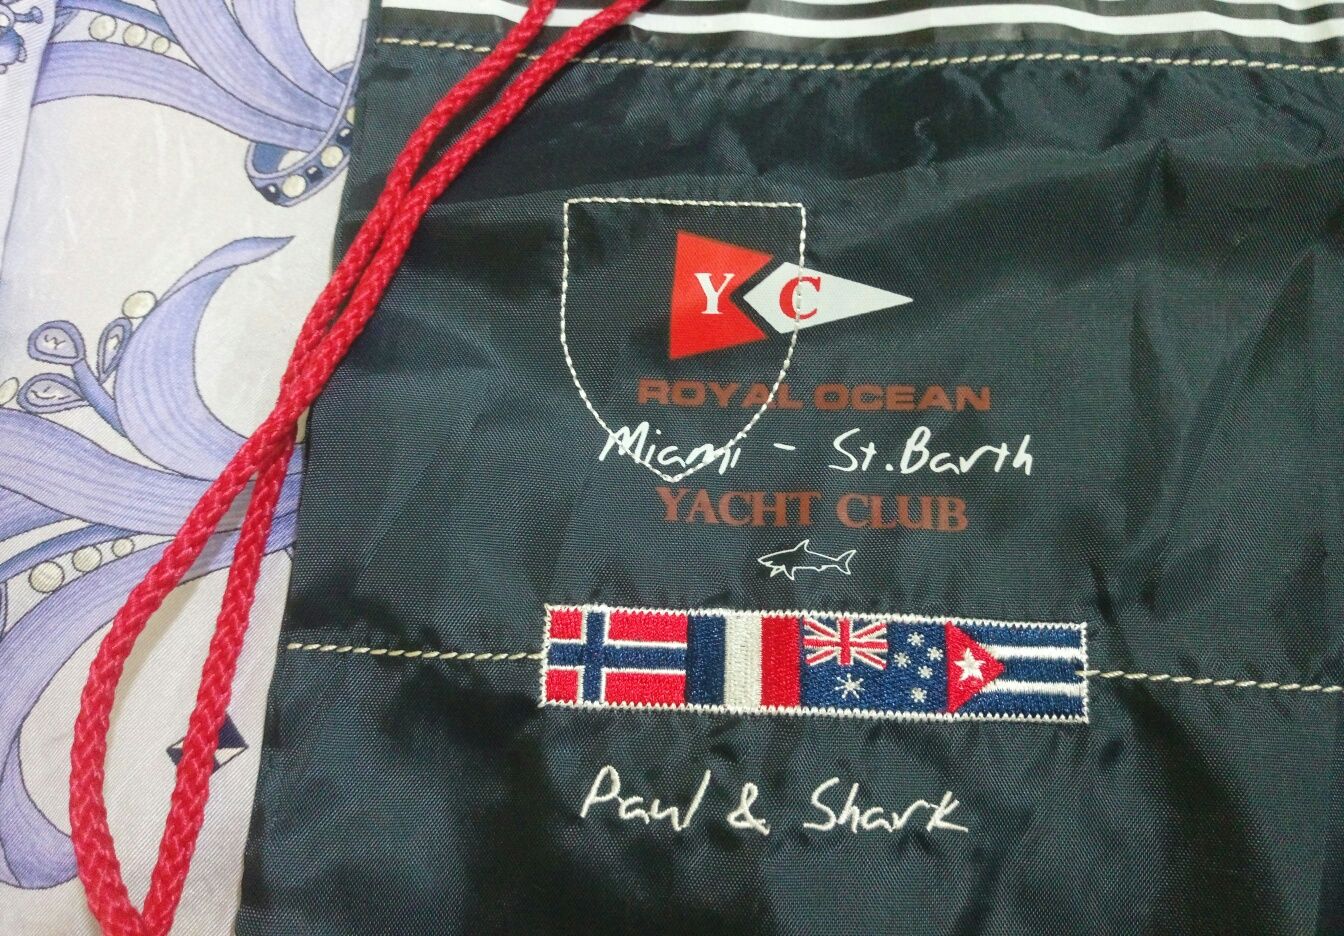 Y C
ROYAL OCEAN
Miami - St. Barth
YACHT CLUB
Paul & Shark